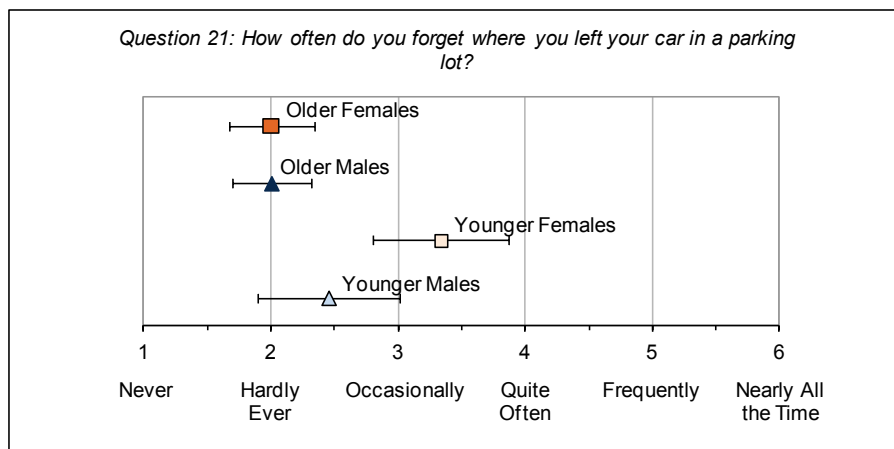 Question 21: How often do you forget where you left your car in a parking
lot?
Older Females
Older Males
Younger Females
Younger Males
1 2 3 4 5 6
Never Hardly Occasionally Quite Frequently Nearly All
Ever Often the Time